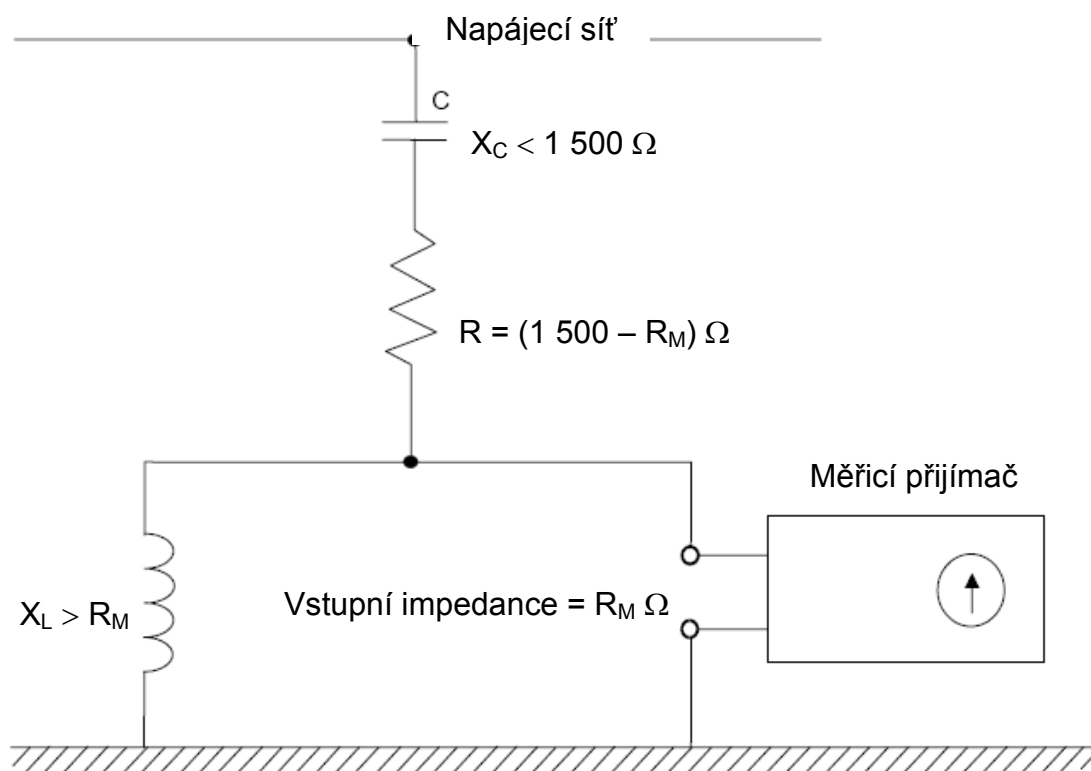 Napájecí síť
C
X_C < 1 500 Ω
R = (1 500 – R_M) Ω
Měřicí přijímač
X_L > R_M
Vstupní impedance = R_M Ω